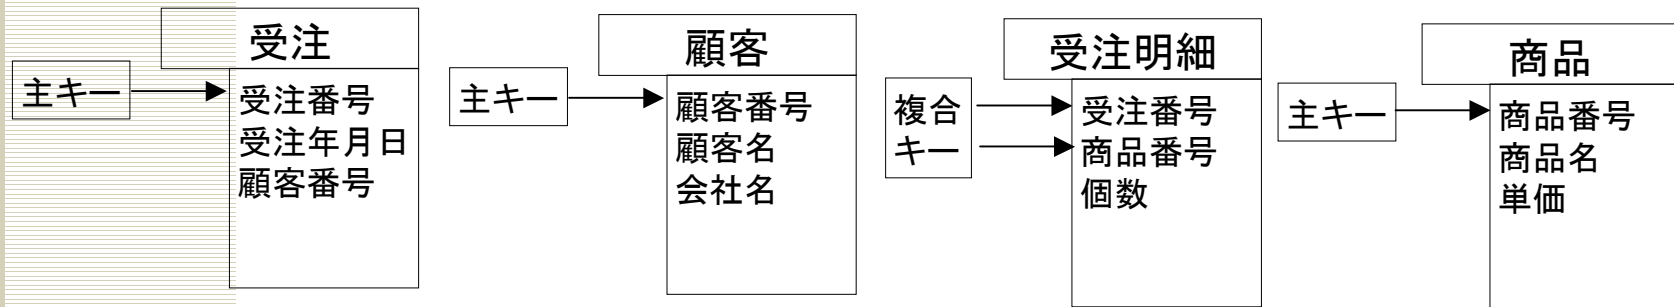 受注
主キー
受注番号
受注年月日
顧客番号
顧客
主キー
顧客番号
顧客名
会社名
受注明細
複合
キー
受注番号
商品番号
個数
商品
主キー
商品番号
商品名
単価